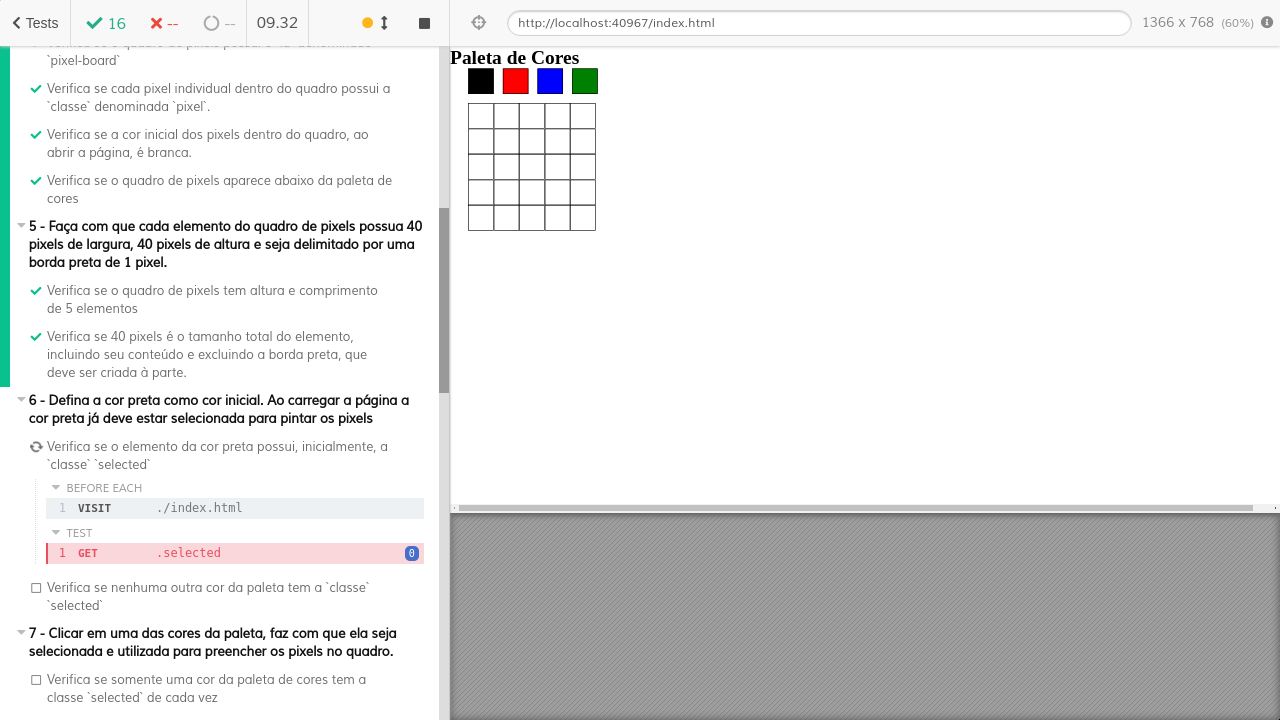 Tests
16
--
--
09.32
http://localhost:40967/index.html
1366 x 768 (60%)
`pixel-board`
Verifica se cada pixel individual dentro do quadro possui a
`classe` denominada `pixel`.
Verifica se a cor inicial dos pixels dentro do quadro, ao
abrir a página, é branca.
Verifica se o quadro de pixels aparece abaixo da paleta de
cores
5 - Faça com que cada elemento do quadro de pixels possua 40
pixels de largura, 40 pixels de altura e seja delimitado por uma
borda preta de 1 pixel.
Verifica se o quadro de pixels tem altura e comprimento
de 5 elementos
Verifica se 40 pixels é o tamanho total do elemento,
incluindo seu conteúdo e excluindo a borda preta, que
deve ser criada à parte.
6 - Defina a cor preta como cor inicial. Ao carregar a página a
cor preta já deve estar selecionada para pintar os pixels
Verifica se o elemento da cor preta possui, inicialmente, a
`classe` `selected`
BEFORE EACH
1 VISIT ./index.html
TEST
1 GET .selected 0
Verifica se nenhuma outra cor da paleta tem a `classe`
`selected`
7 - Clicar em uma das cores da paleta, faz com que ela seja
selecionada e utilizada para preencher os pixels no quadro.
Verifica se somente uma cor da paleta de cores tem a
classe `selected` de cada vez
Paleta de Cores